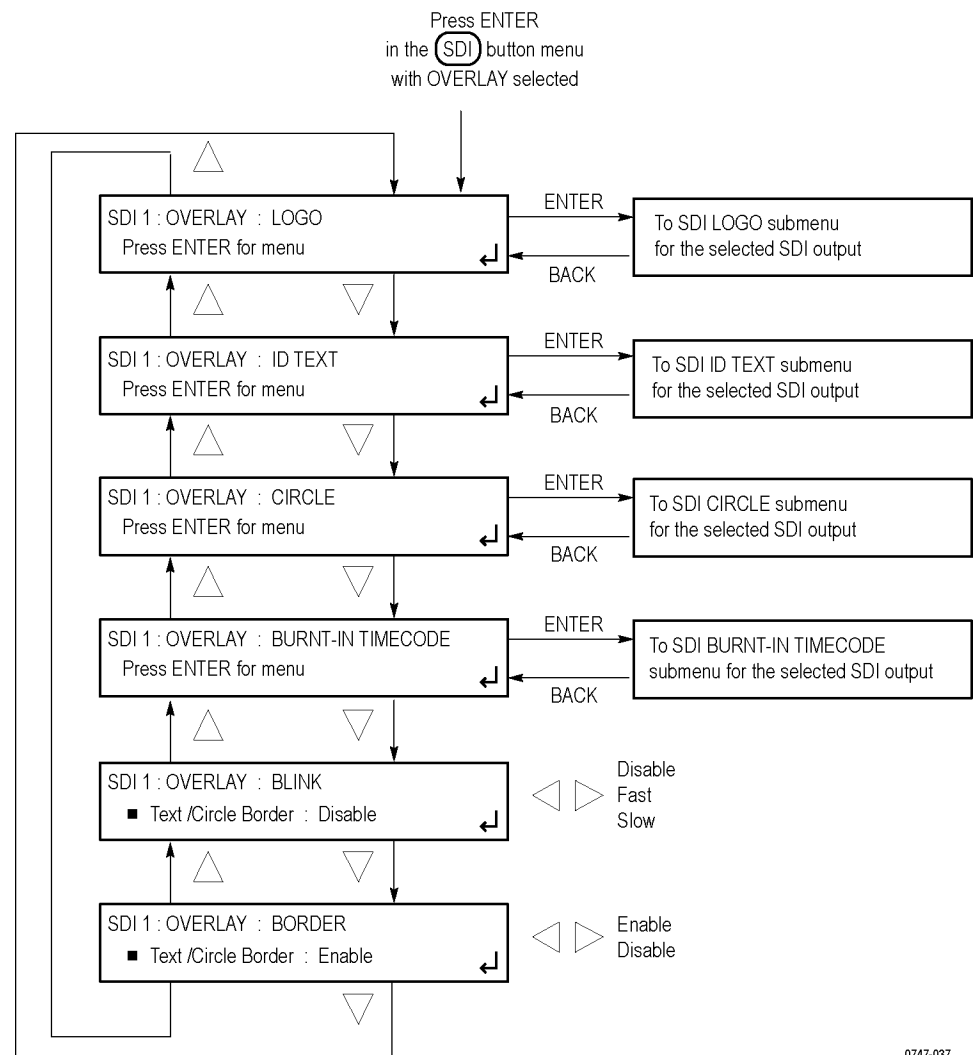 Press ENTER
in the SDI button menu
with OVERLAY selected
SDI 1 : OVERLAY : LOGO
Press ENTER for menu
ENTER
BACK
To SDI LOGO submenu
for the selected SDI output
SDI 1 : OVERLAY : ID TEXT
Press ENTER for menu
ENTER
BACK
To SDI ID TEXT submenu
for the selected SDI output
SDI 1 : OVERLAY : CIRCLE
Press ENTER for menu
ENTER
BACK
To SDI CIRCLE submenu
for the selected SDI output
SDI 1 : OVERLAY : BURNT-IN TIMECODE
Press ENTER for menu
ENTER
BACK
To SDI BURNT-IN TIMECODE
submenu for the selected SDI output
SDI 1 : OVERLAY : BLINK
■ Text /Circle Border : Disable
Disable
Fast
Slow
SDI 1 : OVERLAY : BORDER
■ Text /Circle Border : Enable
Enable
Disable
0747-037